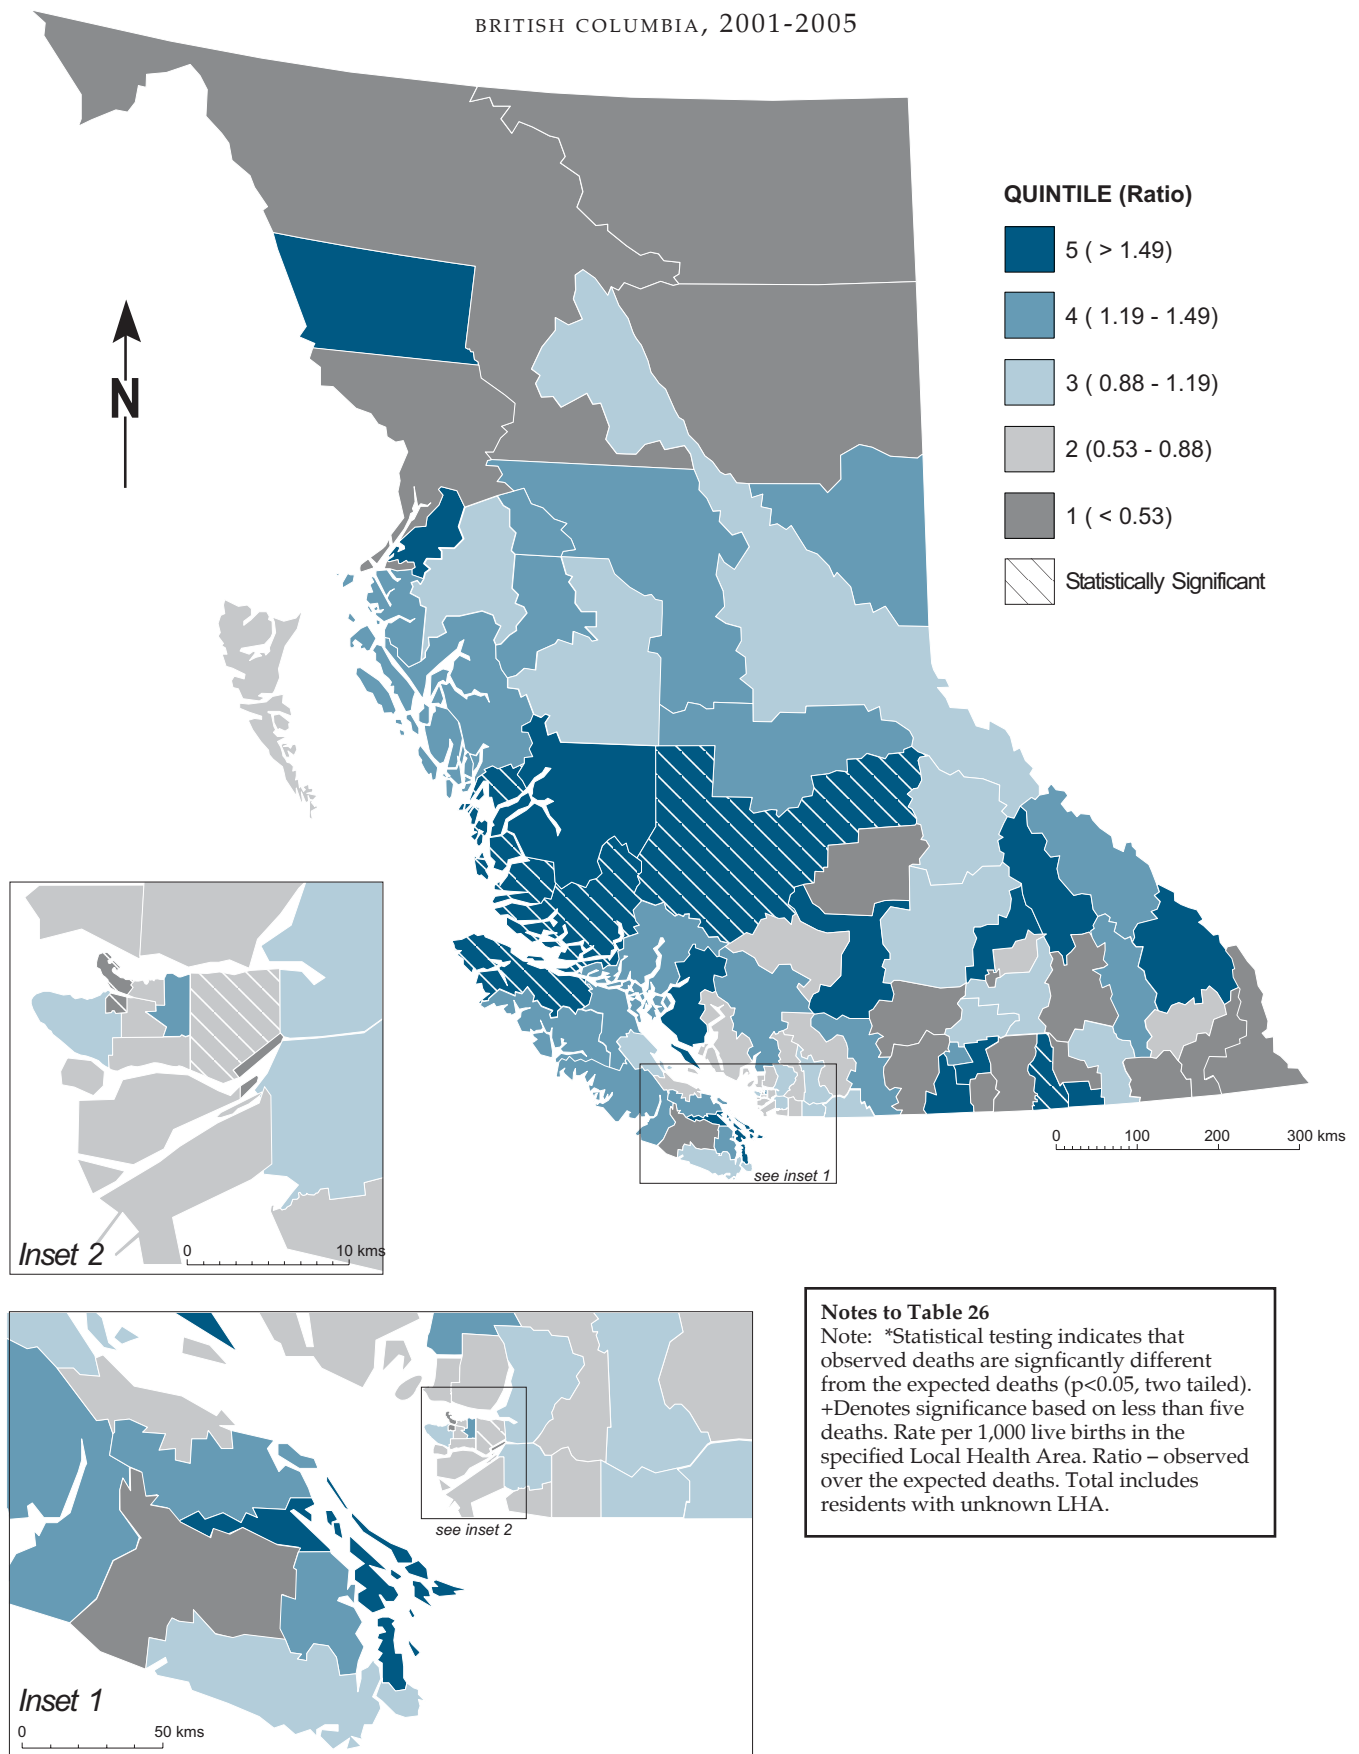 BRITISH COLUMBIA, 2001-2005
QUINTILE (Ratio)
5 ( > 1.49)
4 ( 1.19 - 1.49)
3 ( 0.88 - 1.19)
2 (0.53 - 0.88)
1 ( < 0.53)
Statistically Significant
N
0 100 200 300 kms
see inset 1
Inset 2
0 10 kms
Notes to Table 26
Note: *Statistical testing indicates that
observed deaths are signficantly different
from the expected deaths (p<0.05, two tailed).
+Denotes significance based on less than five
deaths. Rate per 1,000 live births in the
specified Local Health Area. Ratio – observed
over the expected deaths. Total includes
residents with unknown LHA.
see inset 2
Inset 1
0 50 kms